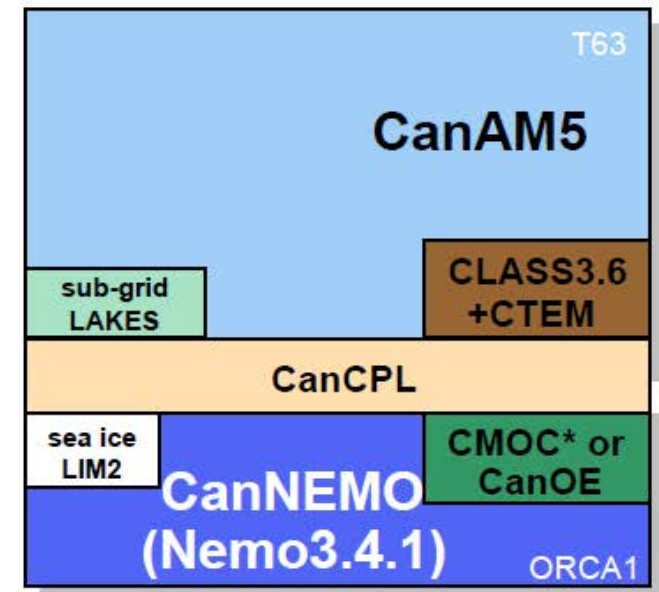 T63
CanAM5
sub-grid
LAKES
CLASS3.6
+CTEM
CanCPL
sea ice
LIM2
CMOC* or
CanOE
CanNEMO
(Nemo3.4.1)
ORCA1